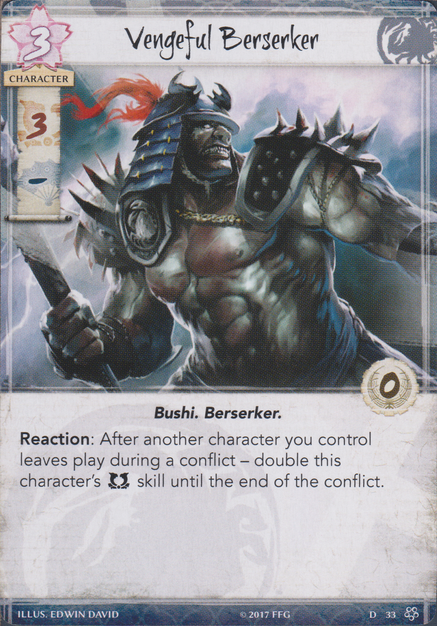 3
Vengeful Berserker
CHARACTER
3
-
0
Bushi. Berserker.
Reaction: After another character you control
leaves play during a conflict – double this
character's skill until the end of the conflict.
ILLUS. EDWIN DAVID
© 2017 FFG
D 33